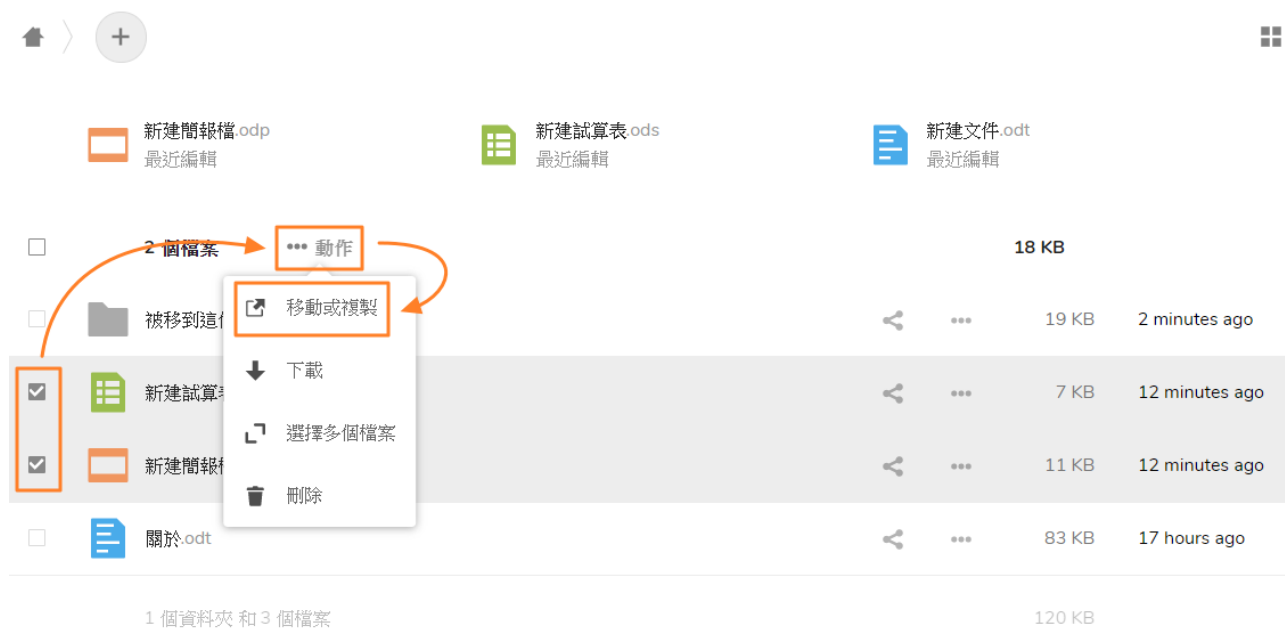 新建簡報檔.odp
最近編輯
新建試算表.ods
最近編輯
新建文件.odt
最近編輯
2 個檔案 ••• 動作 18 KB
移動或複製
下載
選擇多個檔案
刪除
被移到這 19 KB 2 minutes ago
新建試算 7 KB 12 minutes ago
新建簡報 11 KB 12 minutes ago
關於.odt 83 KB 17 hours ago
1 個資料夾 和 3 個檔案 120 KB